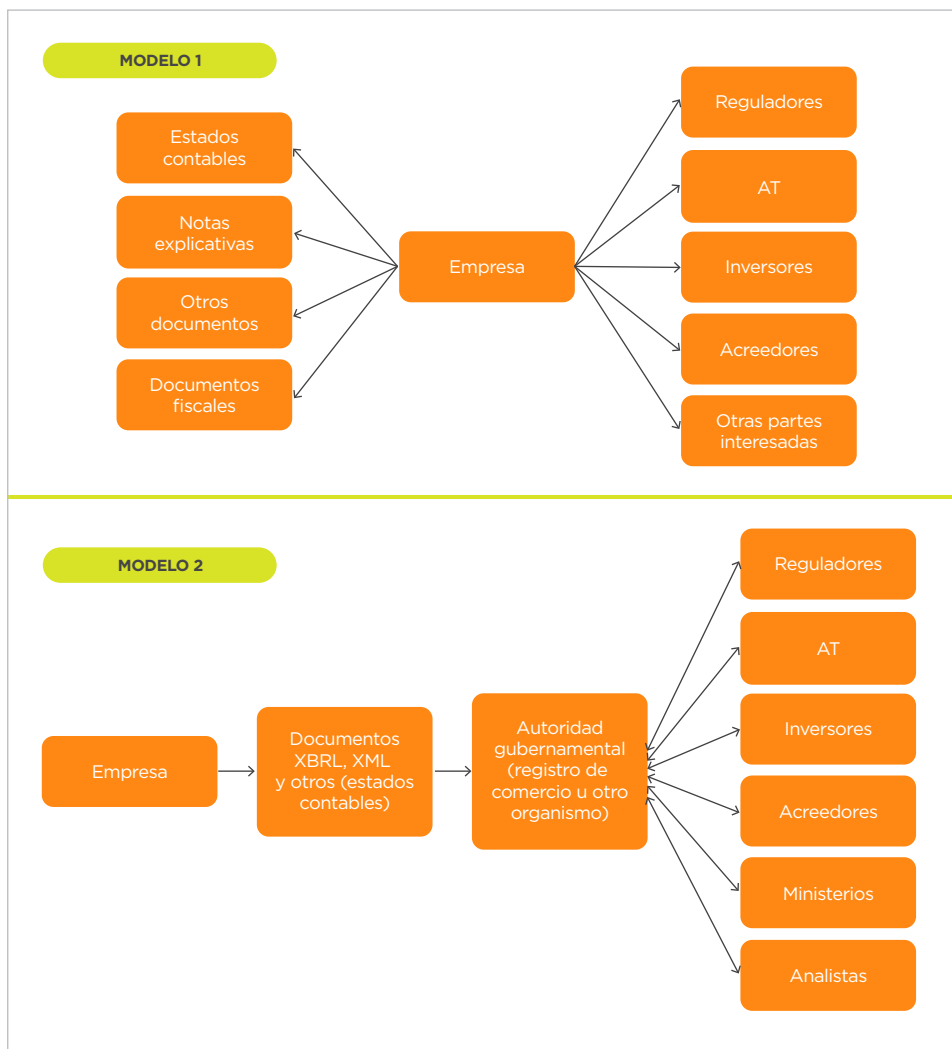 MODELO 1
Estados
contables
Notas
explicativas
Otros
documentos
Documentos
fiscales
Empresa
Reguladores
AT
Inversores
Acreedores
Otras partes
interesadas
MODELO 2
Empresa
Documentos
XBRL, XML
y otros (estados
contables)
Autoridad
gubernamental
(registro de
comercio u otro
organismo)
Reguladores
AT
Inversores
Acreedores
Ministerios
Analistas